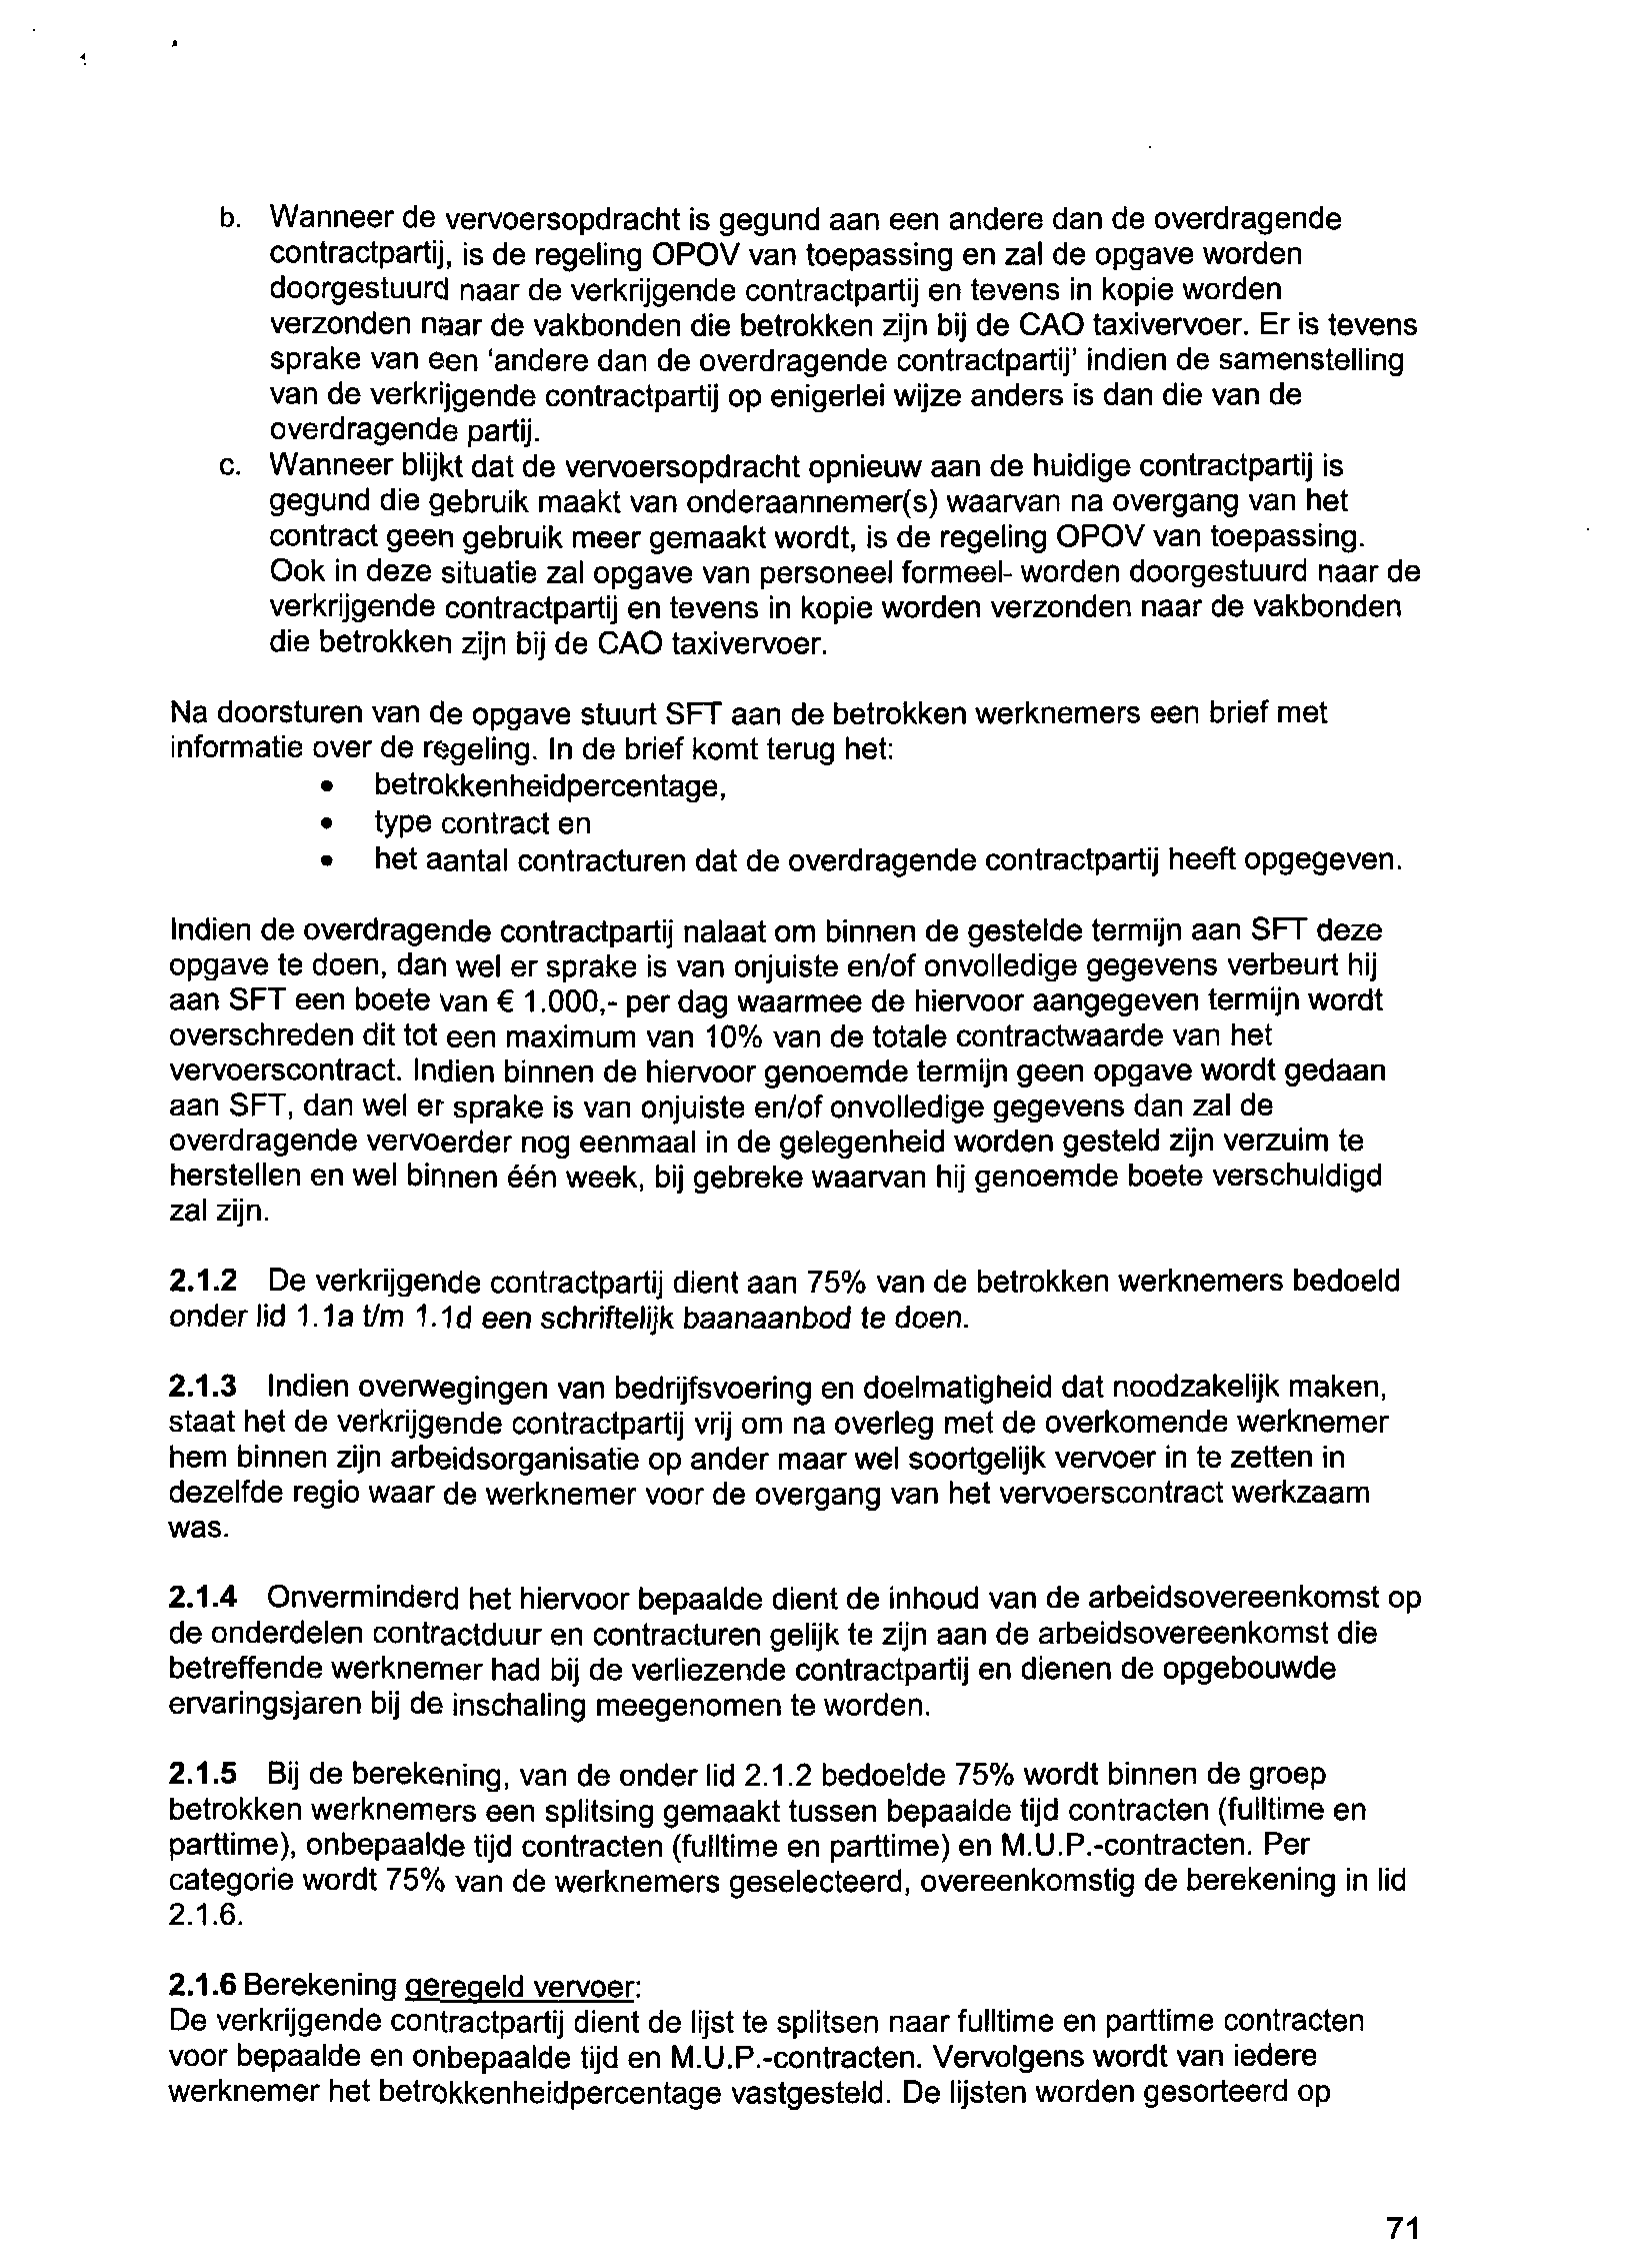 b. Wanneer de vervoersopdracht is gegund aan een andere dan de overdragende
contractpartij, is de regeling OPOV van toepassing en zal de opgave worden
doorgestuurd naar de verkrijgende contractpartij en tevens in kopie worden
verzonden naar de vakbonden die betrokken zijn bij de CAO taxivervoer. Er is tevens
sprake van een ‘andere dan de overdragende contractpartij’ indien de samenstelling
van de verkrijgende contractpartij op enigerlei wijze anders is dan die van de
overdragende partij.
c. Wanneer blijkt dat de vervoersopdracht opnieuw aan de huidige contractpartij is
gegund die gebruik maakt van onderaannemer(s) waarvan na overgang van het
contract geen gebruik meer gemaakt wordt, is de regeling OPOV van toepassing.
Ook in deze situatie zal opgave van personeel formeel- worden doorgestuurd naar de
verkrijgende contractpartij en tevens in kopie worden verzonden naar de vakbonden
die betrokken zijn bij de CAO taxivervoer.
Na doorsturen van de opgave stuurt SFT aan de betrokken werknemers een brief met
informatie over de regeling. In de brief komt terug het:
• betrokkenheidpercentage,
• type contract en
• het aantal contracturen dat de overdragende contractpartij heeft opgegeven.
Indien de overdragende contractpartij nalaat om binnen de gestelde termijn aan SFT deze
opgave te doen, dan wel er sprake is van onjuiste en/of onvolledige gegevens verbeurt hij
aan SFT een boete van € 1.000,- per dag waarmee de hiervoor aangegeven termijn wordt
overschreden dit tot een maximum van 10% van de totale contractwaarde van het
vervoerscontract. Indien binnen de hiervoor genoemde termijn geen opgave wordt gedaan
aan SFT, dan wel er sprake is van onjuiste en/of onvolledige gegevens dan zal de
overdragende vervoerder nog eenmaal in de gelegenheid worden gesteld zijn verzuim te
herstellen en wel binnen één week, bij gebreke waarvan hij genoemde boete verschuldigd
zal zijn.
2.1.2 De verkrijgende contractpartij dient aan 75% van de betrokken werknemers bedoeld
onder lid 1.1a t/m 1.1d een schriftelijk baanaanbod te doen.
2.1.3 Indien overwegingen van bedrijfsvoering en doelmatigheid dat noodzakelijk maken,
staat het de verkrijgende contractpartij vrij om na overleg met de overkomende werknemer
hem binnen zijn arbeidsorganisatie op ander maar wel soortgelijk vervoer in te zetten in
dezelfde regio waar de werknemer voor de overgang van het vervoerscontract werkzaam
was.
2.1.4 Onverminderd het hiervoor bepaalde dient de inhoud van de arbeidsovereenkomst op
de onderdelen contractduur en contracturen gelijk te zijn aan de arbeidsovereenkomst die
betreffende werknemer had bij de verliezende contractpartij en dienen de opgebouwde
ervaringsjaren bij de inschaling meegenomen te worden.
2.1.5 Bij de berekening, van de onder lid 2.1.2 bedoelde 75% wordt binnen de groep
betrokken werknemers een splitsing gemaakt tussen bepaalde tijd contracten (fulltime en
parttime), onbepaalde tijd contracten (fulltime en parttime) en M.U.P.-contracten. Per
categorie wordt 75% van de werknemers geselecteerd, overeenkomstig de berekening in lid
2.1.6.
2.1.6 Berekening geregeld vervoer:
De verkrijgende contractpartij dient de lijst te splitsen naar fulltime en parttime contracten
voor bepaalde en onbepaalde tijd en M.U.P.-contracten. Vervolgens wordt van iedere
werknemer het betrokkenheidpercentage vastgesteld. De lijsten worden gesorteerd op
71